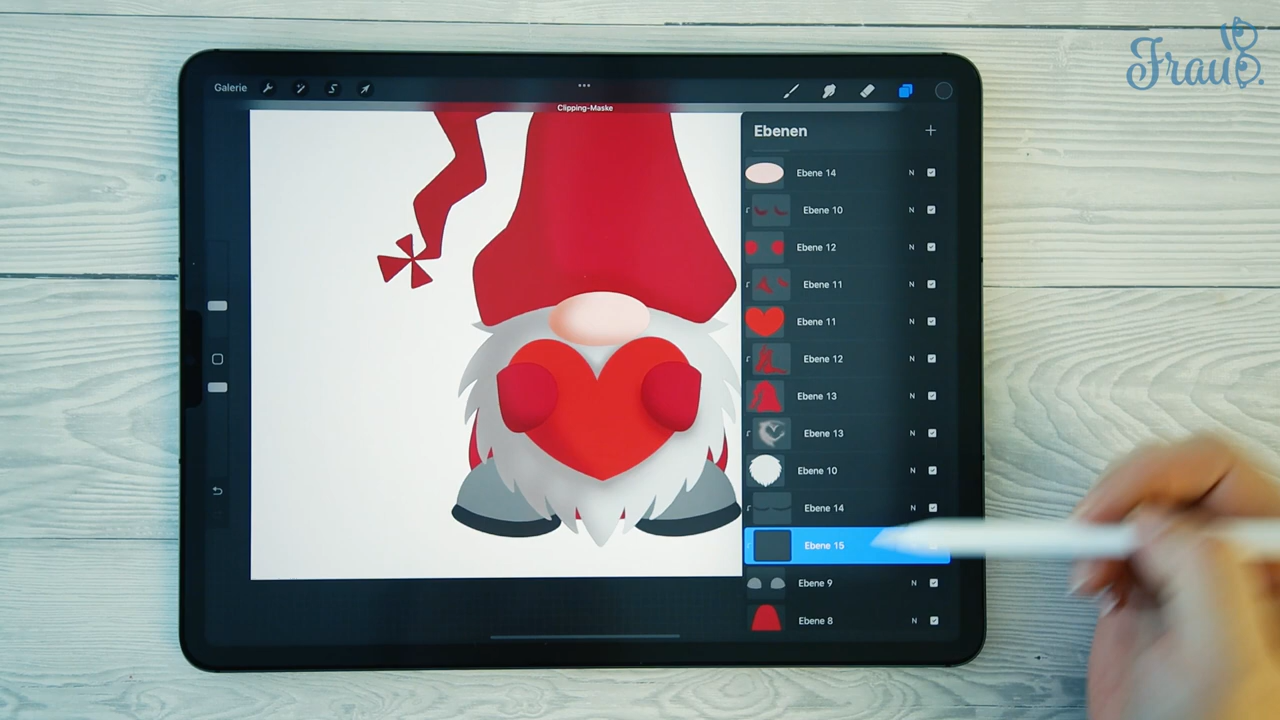 Frau B.
Galerie
Clipping-Maske
Ebenen
Ebene 14 N
Ebene 10 N
Ebene 12 N
Ebene 11 N
Ebene 11 N
Ebene 12 N
Ebene 13 N
Ebene 13 N
Ebene 10 N
Ebene 14 N
Ebene 15
Ebene 9 N
Ebene 8 N